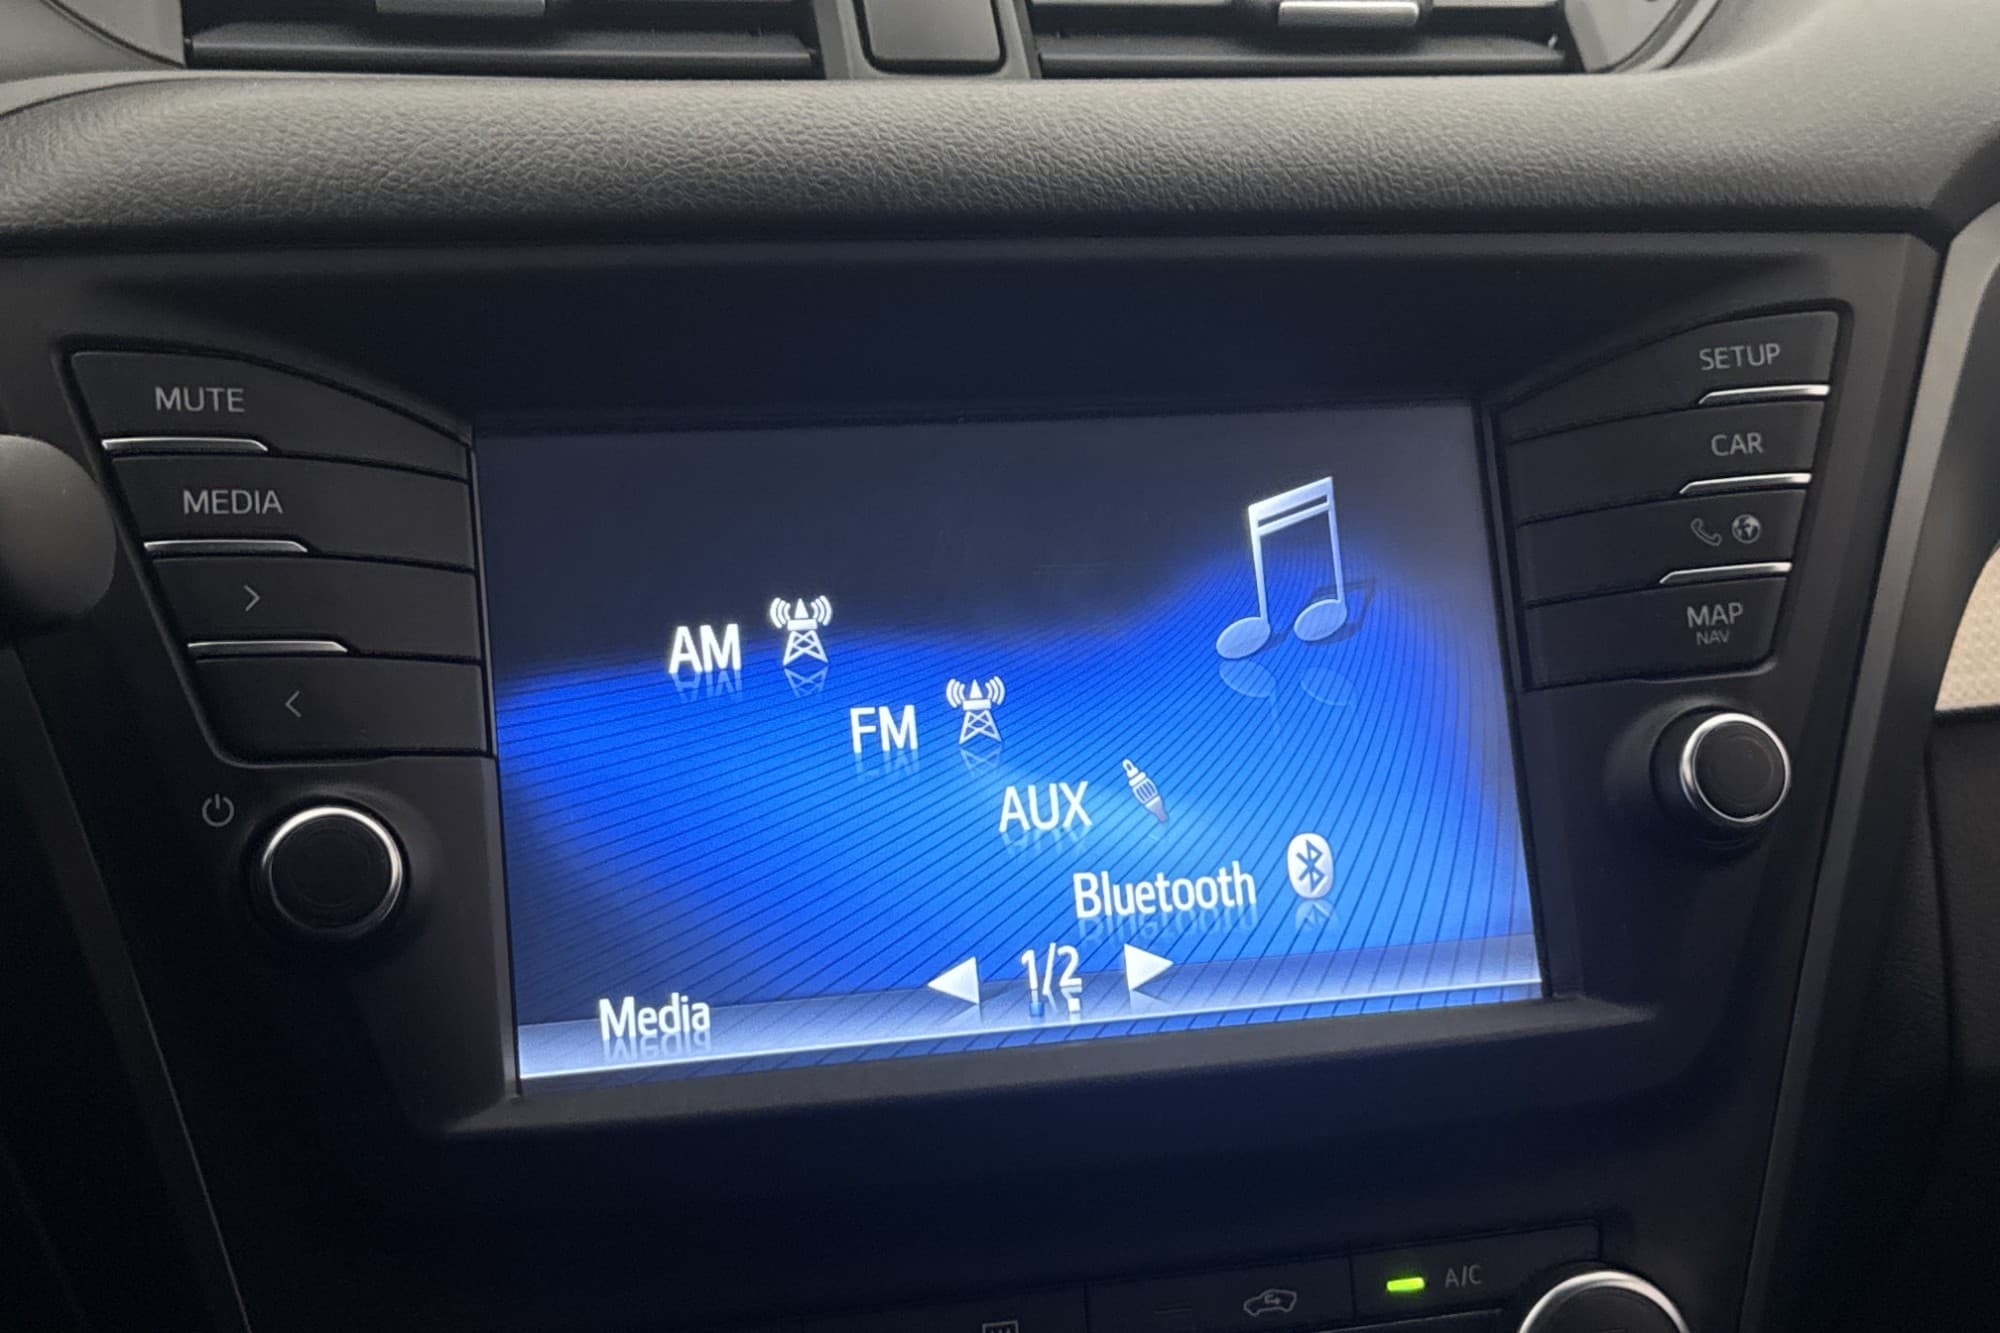 MUTE
MEDIA
SETUP
CAR
MAP
NAV
AM
FM
AUX
Bluetooth
Media
1/2
A/C